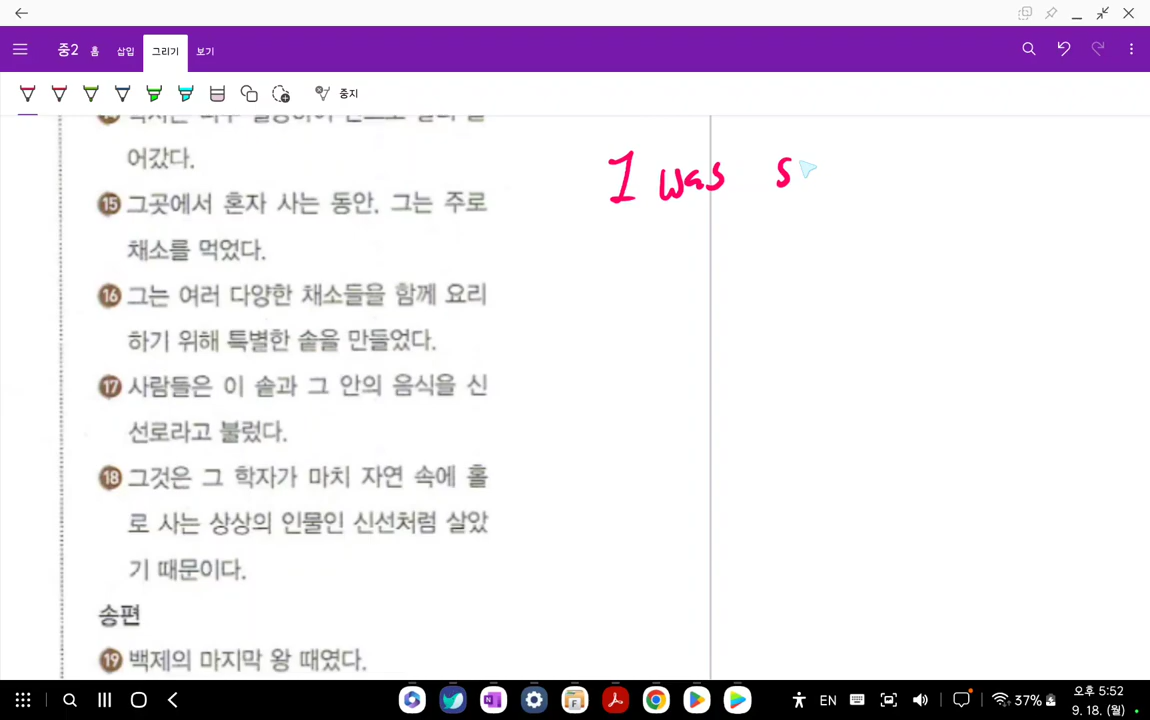 중2 홈 삽입 그리기 보기
중지
어갔다.
I was s
15 그곳에서 혼자 사는 동안, 그는 주로
채소를 먹었다.
16 그는 여러 다양한 채소들을 함께 요리
하기 위해 특별한 솥을 만들었다.
17 사람들은 이 솥과 그 안의 음식을 신
선로라고 불렀다.
18 그것은 그 학자가 마치 자연 속에 홀
로 사는 상상의 인물인 신선처럼 살았
기 때문이다.
송편
19 백제의 마지막 왕 때였다.
EN 37% 오후 5:52
9. 18. (월)